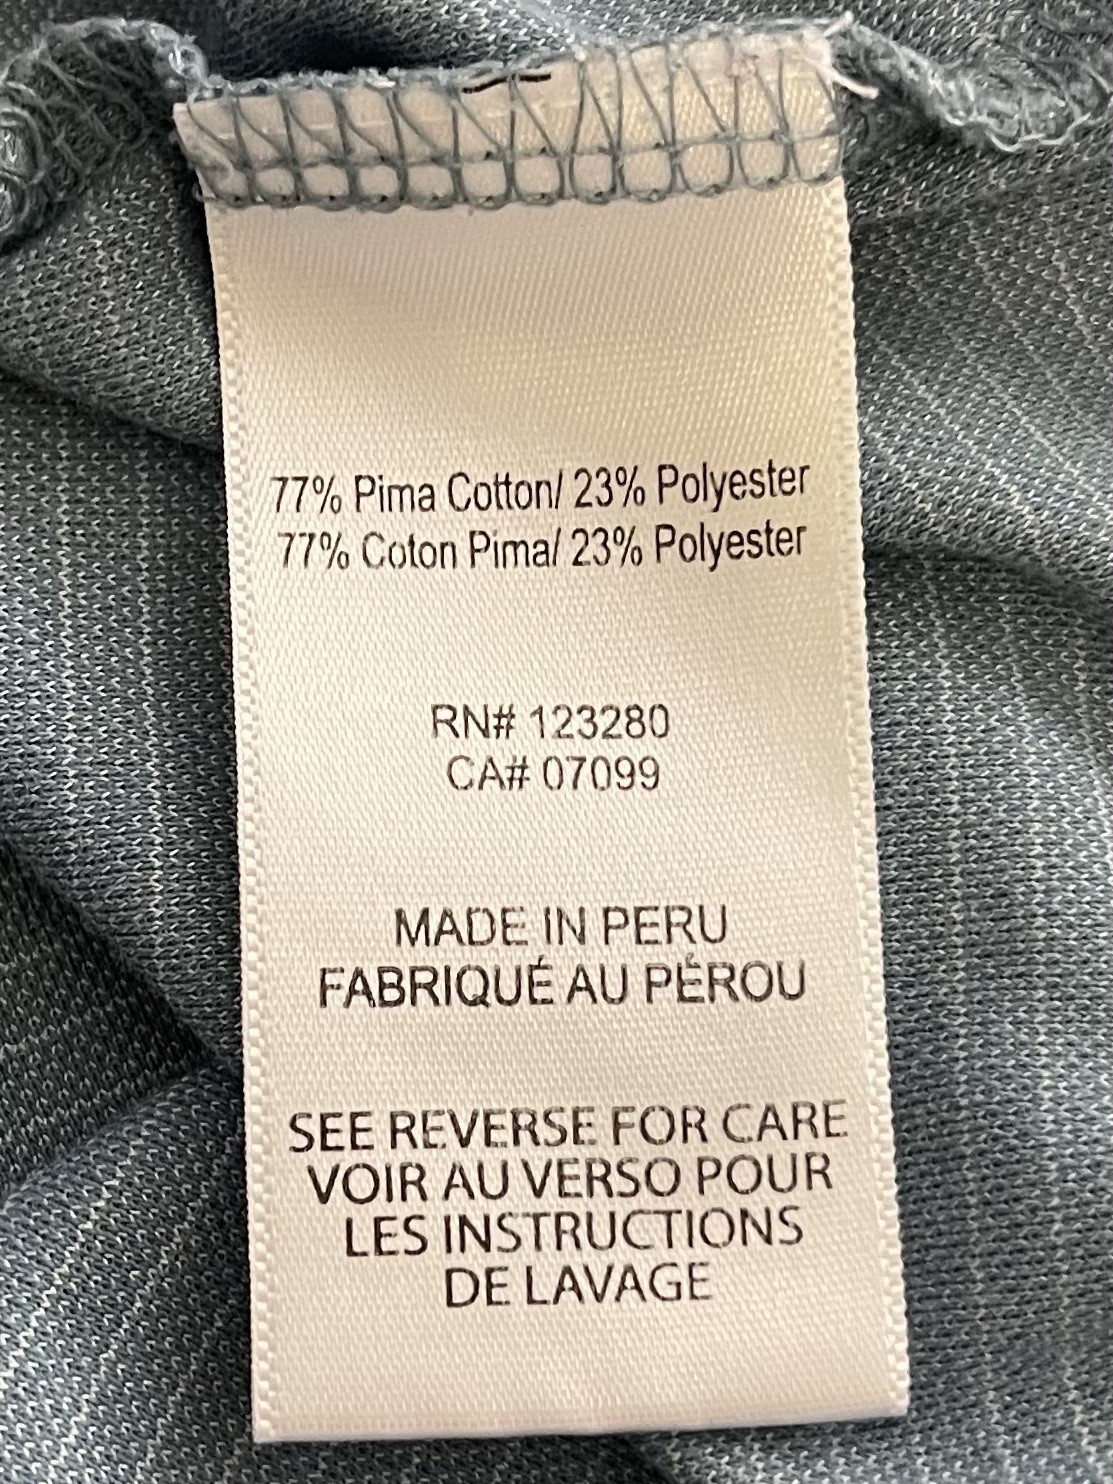 77% Pima Cotton/ 23% Polyester
77% Coton Pima/ 23% Polyester
RN# 123280
CA# 07099
MADE IN PERU
FABRIQUÉ AU PÉROU
SEE REVERSE FOR CARE
VOIR AU VERSO POUR
LES INSTRUCTIONS
DE LAVAGE